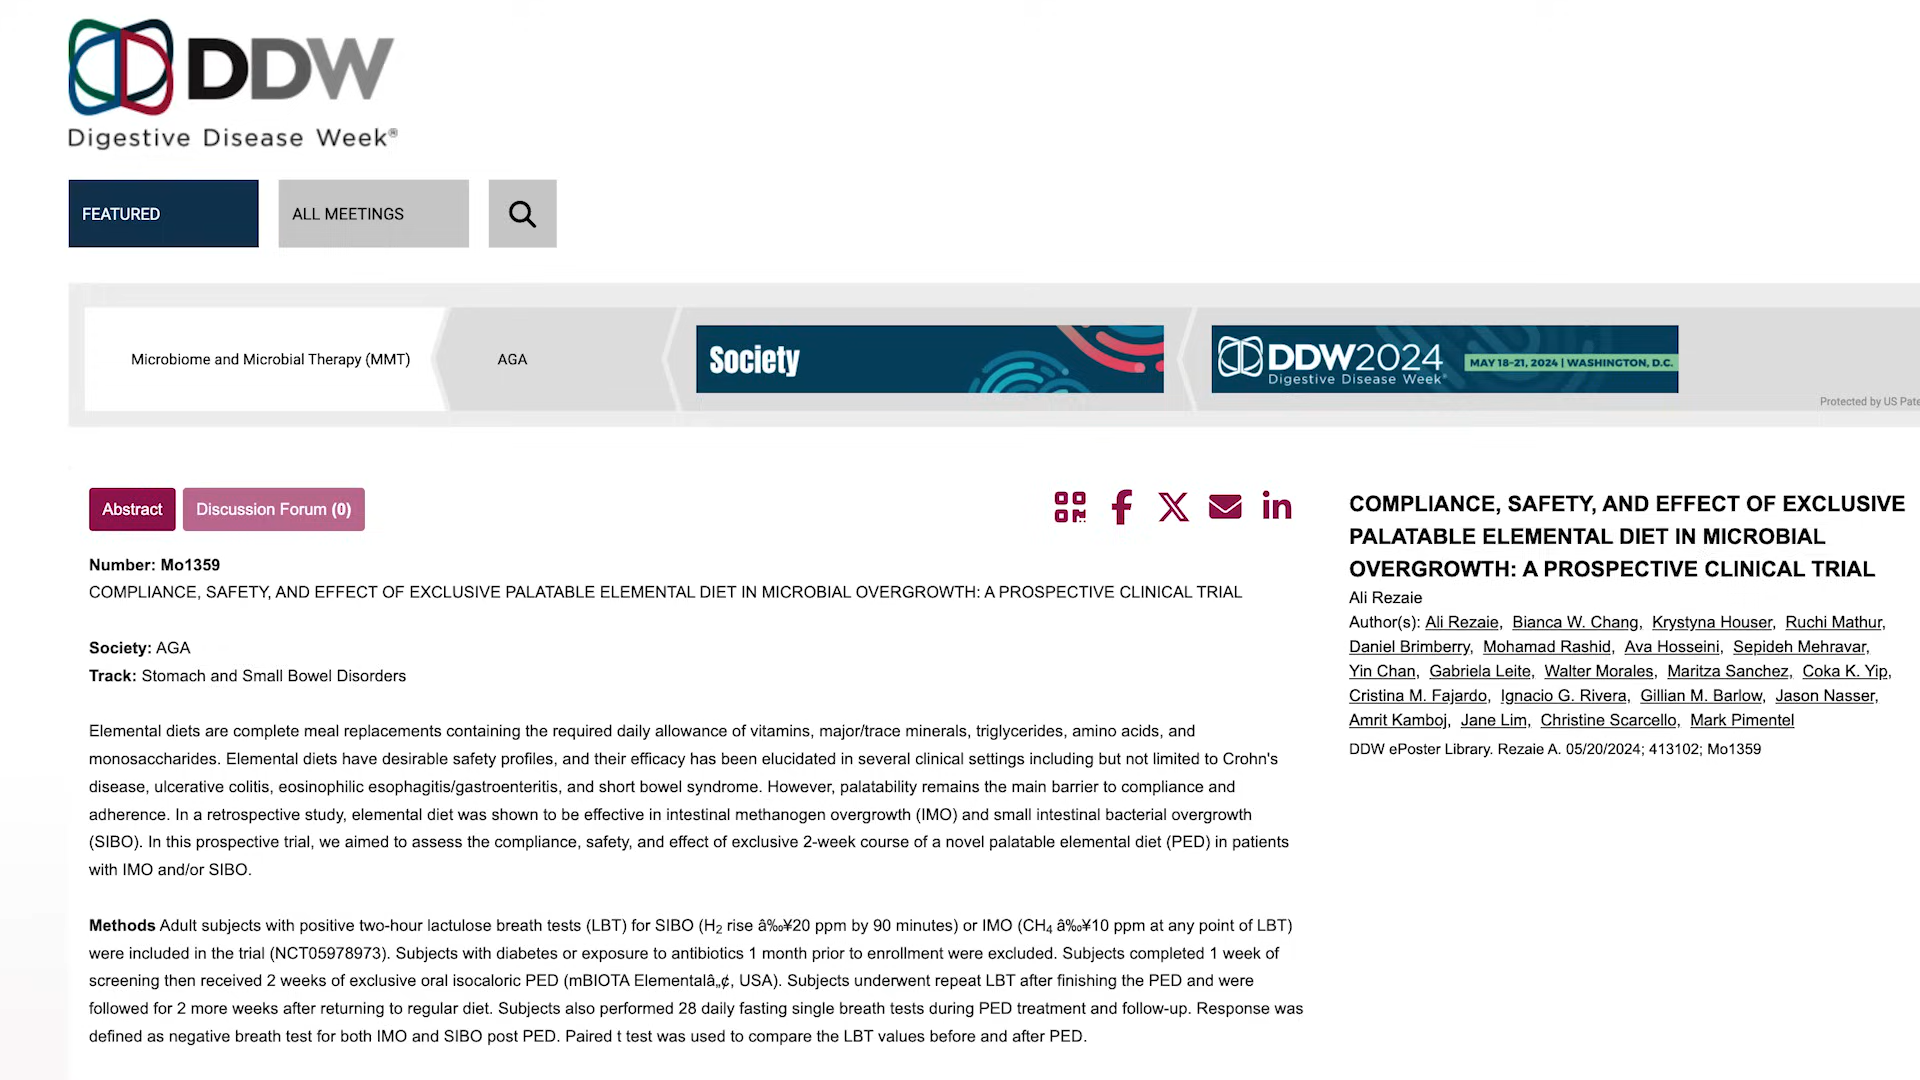 DDW
Digestive Disease Week®
FEATURED
ALL MEETINGS
Microbiome and Microbial Therapy (MMT)
AGA
Society
DDW2024
Digestive Disease Week®
MAY 18-21, 2024 | WASHINGTON, D.C.
Protected by US Pate
Abstract
Discussion Forum (0)
Number: Mo1359
COMPLIANCE, SAFETY, AND EFFECT OF EXCLUSIVE PALATABLE ELEMENTAL DIET IN MICROBIAL OVERGROWTH: A PROSPECTIVE CLINICAL TRIAL
Society: AGA
Track: Stomach and Small Bowel Disorders
Elemental diets are complete meal replacements containing the required daily allowance of vitamins, major/trace minerals, triglycerides, amino acids, and
monosaccharides. Elemental diets have desirable safety profiles, and their efficacy has been elucidated in several clinical settings including but not limited to Crohn's
disease, ulcerative colitis, eosinophilic esophagitis/gastroenteritis, and short bowel syndrome. However, palatability remains the main barrier to compliance and
adherence. In a retrospective study, elemental diet was shown to be effective in intestinal methanogen overgrowth (IMO) and small intestinal bacterial overgrowth
(SIBO). In this prospective trial, we aimed to assess the compliance, safety, and effect of exclusive 2-week course of a novel palatable elemental diet (PED) in patients
with IMO and/or SIBO.
Methods Adult subjects with positive two-hour lactulose breath tests (LBT) for SIBO (H₂ rise â‰¥20 ppm by 90 minutes) or IMO (CH₄ â‰¥10 ppm at any point of LBT)
were included in the trial (NCT05978973). Subjects with diabetes or exposure to antibiotics 1 month prior to enrollment were excluded. Subjects completed 1 week of
screening then received 2 weeks of exclusive oral isocaloric PED (mBIOTA Elementalâ„¢, USA). Subjects underwent repeat LBT after finishing the PED and were
followed for 2 more weeks after returning to regular diet. Subjects also performed 28 daily fasting single breath tests during PED treatment and follow-up. Response was
defined as negative breath test for both IMO and SIBO post PED. Paired t test was used to compare the LBT values before and after PED.
COMPLIANCE, SAFETY, AND EFFECT OF EXCLUSIVE
PALATABLE ELEMENTAL DIET IN MICROBIAL
OVERGROWTH: A PROSPECTIVE CLINICAL TRIAL
Ali Rezaie
Author(s): Ali Rezaie, Bianca W. Chang, Krystyna Houser, Ruchi Mathur,
Daniel Brimberry, Mohamad Rashid, Ava Hosseini, Sepideh Mehravar,
Yin Chan, Gabriela Leite, Walter Morales, Maritza Sanchez, Coka K. Yip,
Cristina M. Fajardo, Ignacio G. Rivera, Gillian M. Barlow, Jason Nasser,
Amrit Kamboj, Jane Lim, Christine Scarcello, Mark Pimentel
DDW ePoster Library. Rezaie A. 05/20/2024; 413102; Mo1359